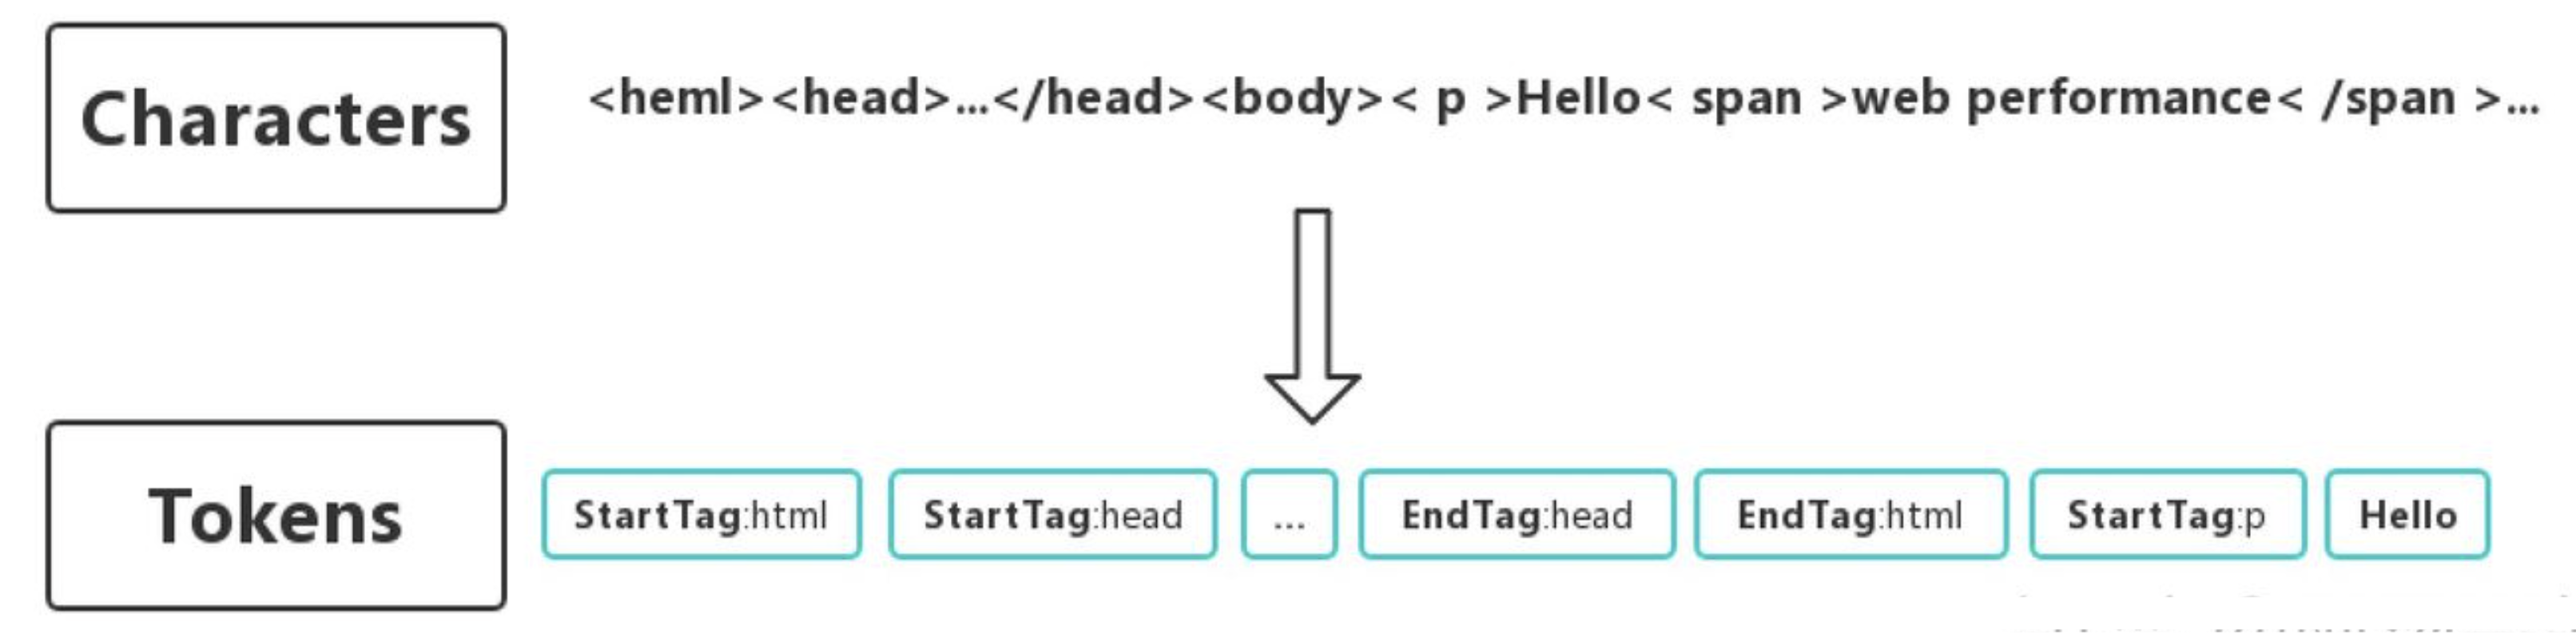 Characters
<heml><head>...</head><body>< p >Hello< span >web performance< /span >...
Tokens
StartTag:html
StartTag:head
...
EndTag:head
EndTag:html
StartTag:p
Hello